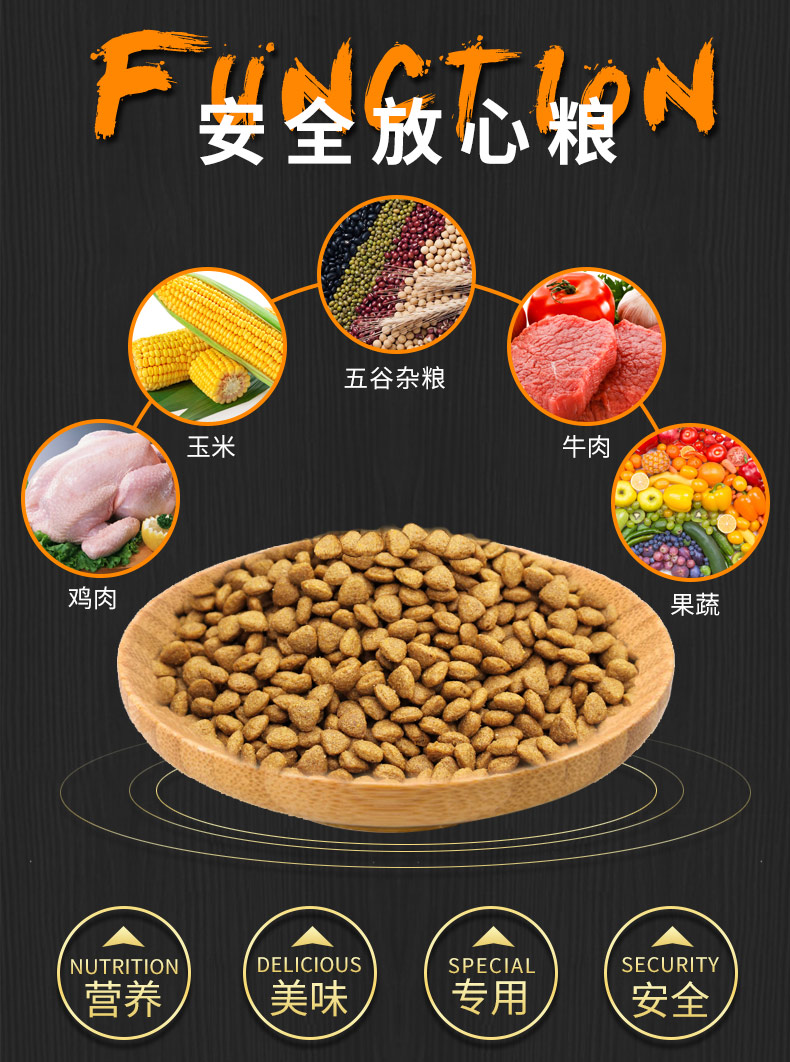 FUNCTION
安全放心粮
五谷杂粮
玉米
牛肉
鸡肉
果蔬
NUTRITION
营养
DELICIOUS
美味
SPECIAL
专用
SECURITY
安全